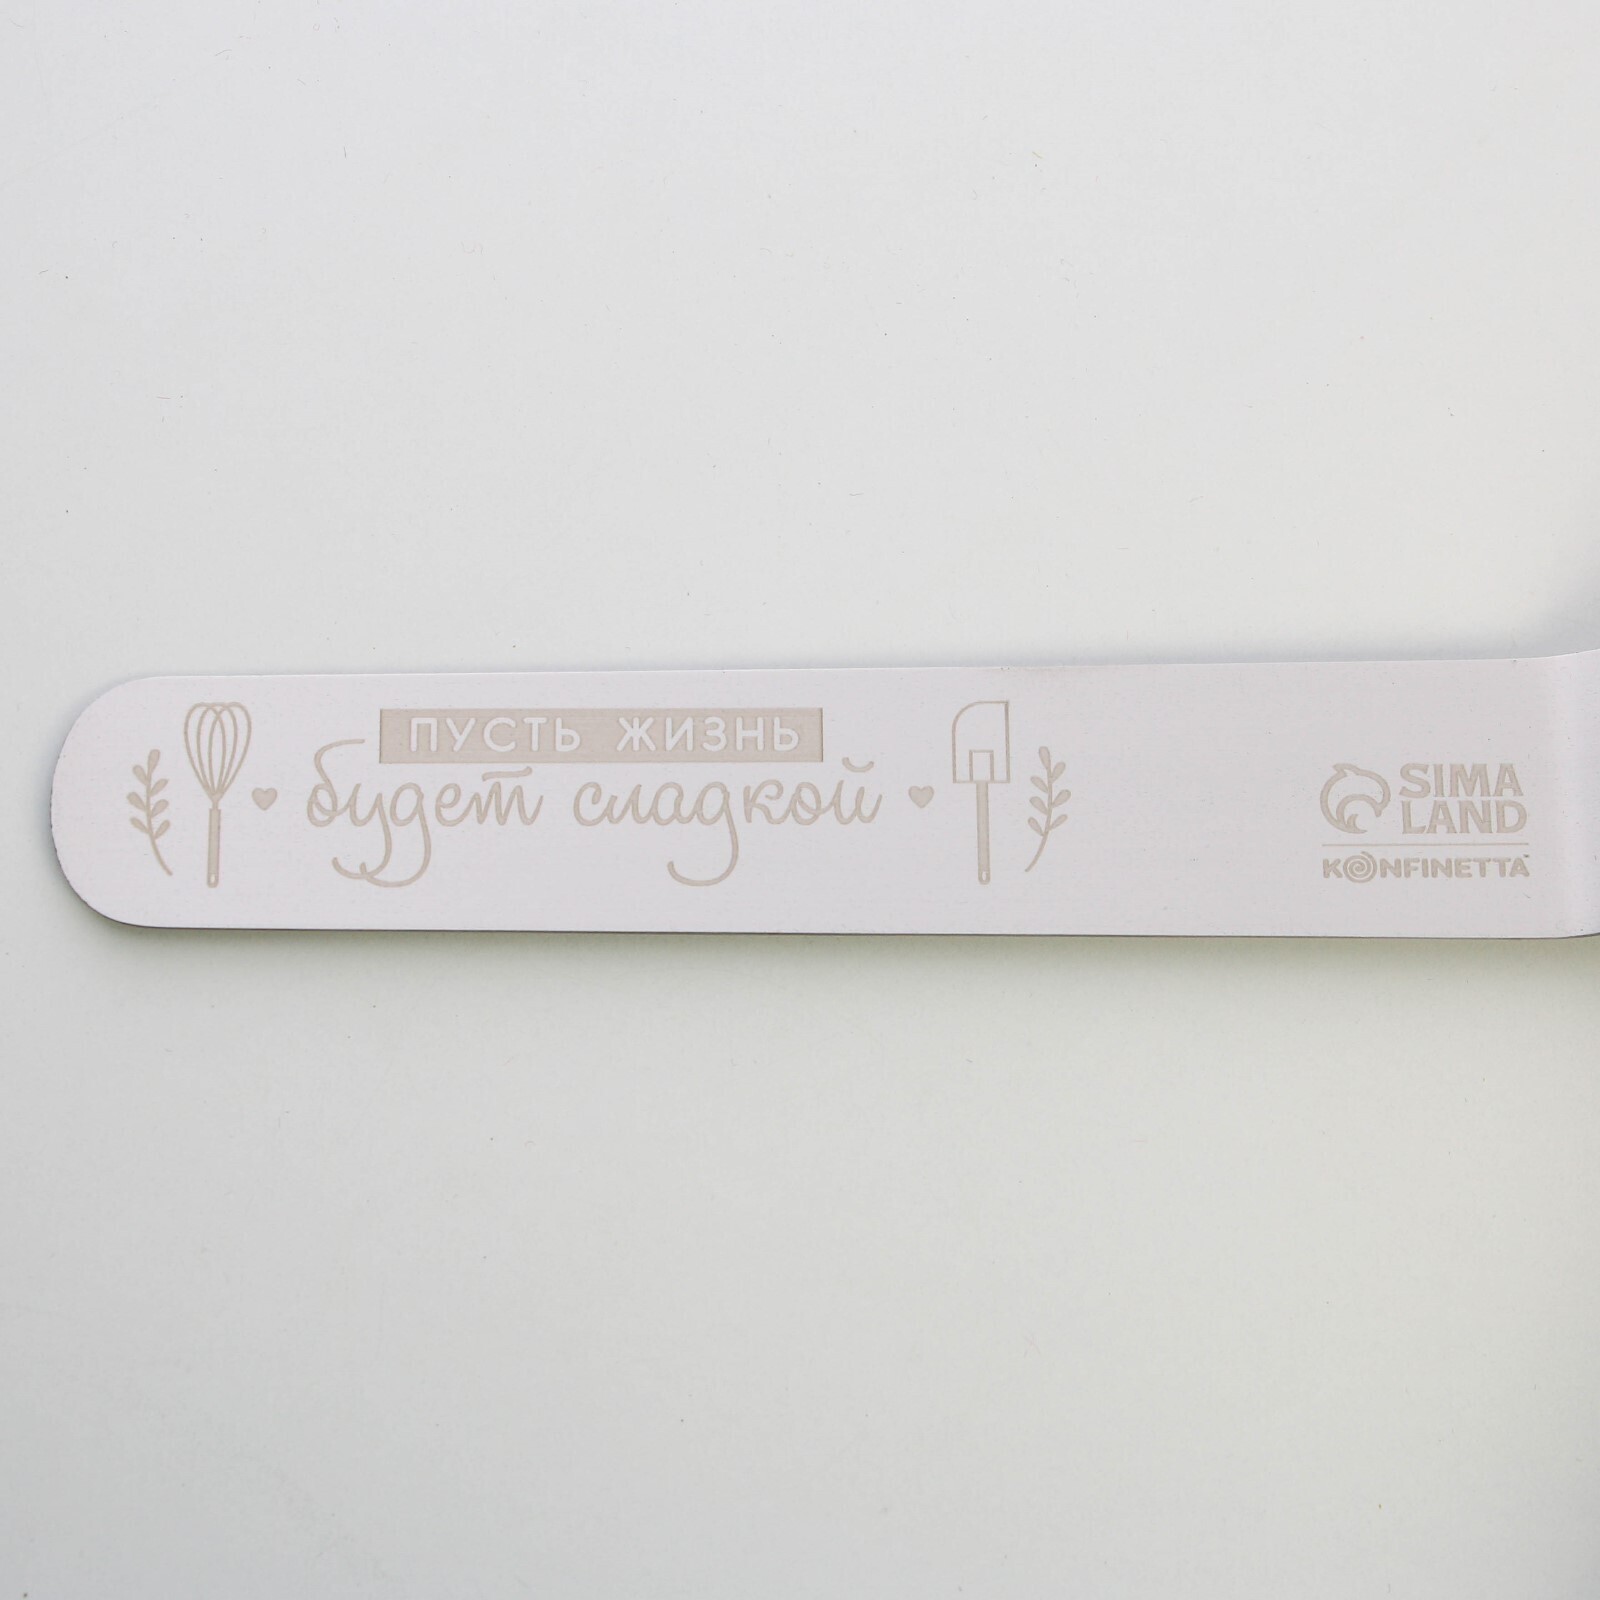 ПУСТЬ ЖИЗНЬ
будет сладкой
SIMA
LAND
KONFINETTA